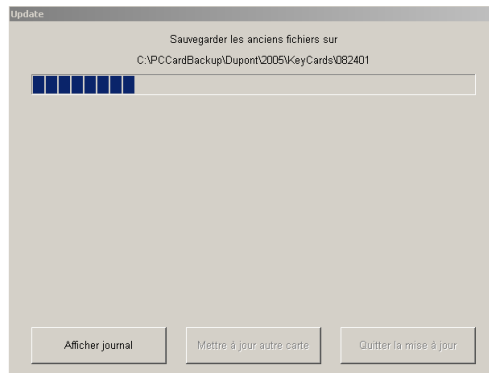 Update
Sauvegarder les anciens fichiers sur
C:\PCCardBackup\Dupont\2005\KeyCards\082401
Afficher journal
Mettre à jour autre carte
Quitter la mise à jour